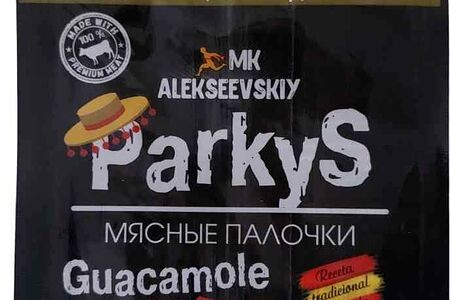 MADE WITH
100%
PREMIUM MEAT
MK
ALEKSEEVSKIY
ParkyS
МЯСНЫЕ ПАЛОЧКИ
Guacamole
Receta
tradicional